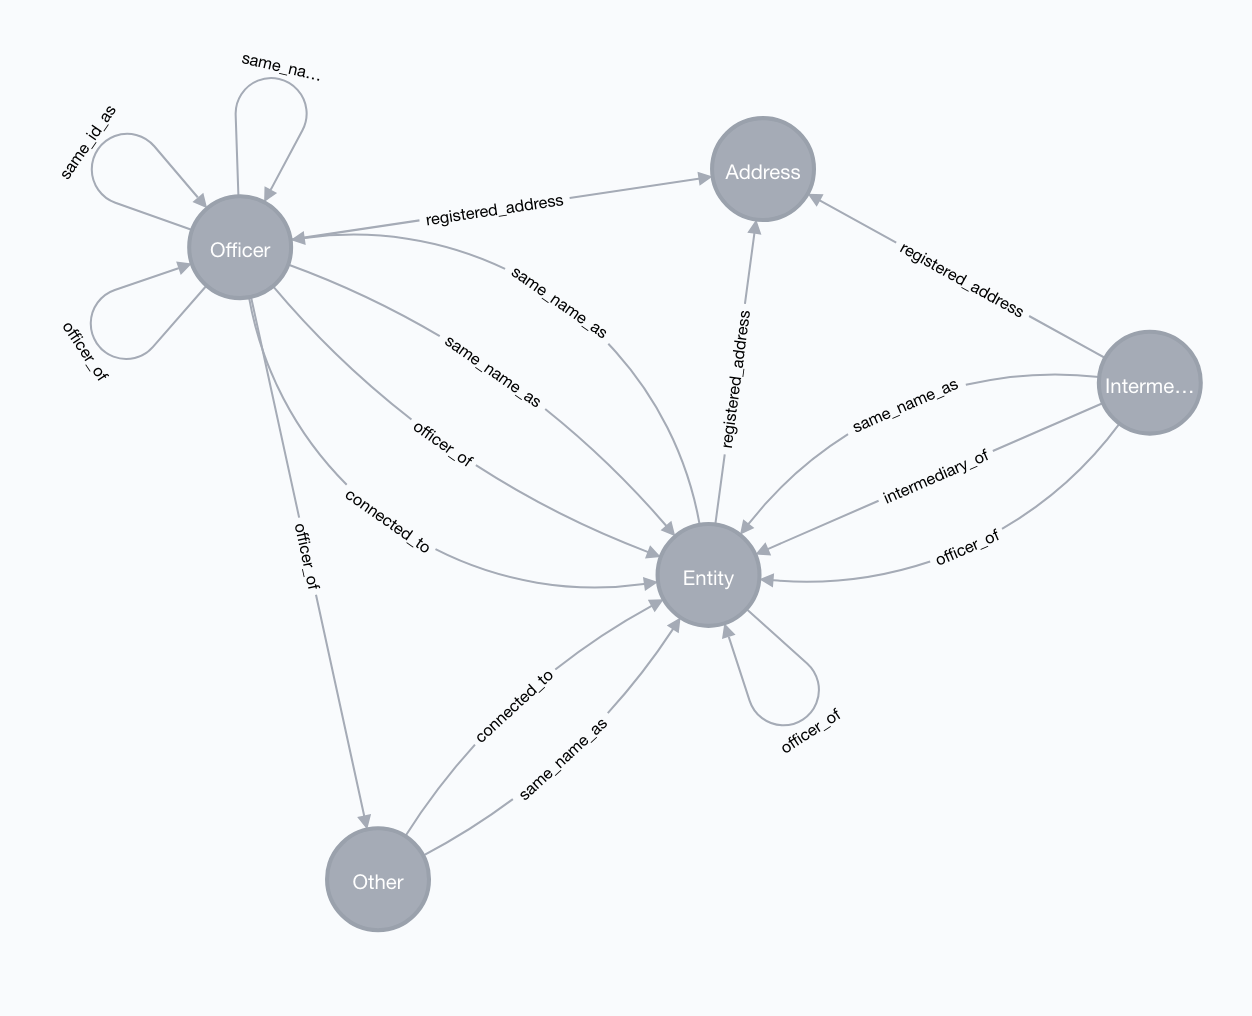 same_na…
same_id_as
Officer
officer_of
registered_address
Address
same_name_as
same_name_as
officer_of
connected_to
officer_of
registered_address
registered_address
Interme…
same_name_as
intermediary_of
officer_of
Entity
officer_of
connected_to
same_name_as
Other